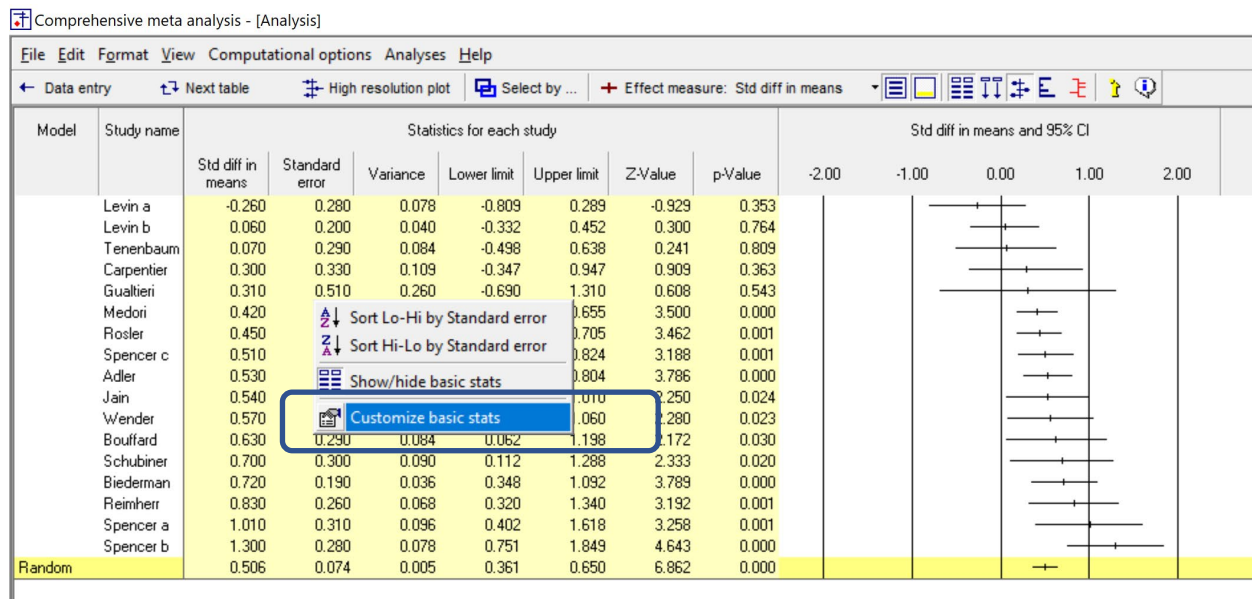 Comprehensive meta analysis - [Analysis]
File Edit Format View Computational options Analyses Help
Data entry Next table High resolution plot Select by ... Effect measure: Std diff in means
Model Study name Statistics for each study Std diff in means and 95% CI
Std diff in means Standard error Variance Lower limit Upper limit Z-Value p-Value -2.00 -1.00 0.00 1.00 2.00
Levin a -0.260 0.280 0.078 -0.809 0.289 -0.929 0.353
Levin b 0.060 0.200 0.040 -0.332 0.452 0.300 0.764
Tenenbaum 0.070 0.290 0.084 -0.498 0.638 0.241 0.809
Carpentier 0.300 0.330 0.109 -0.347 0.947 0.909 0.363
Gualtieri 0.310 0.510 0.260 -0.690 1.310 0.608 0.543
Medori 0.420 Sort Lo-Hi by Standard error .655 3.500 0.000
Rosler 0.450 .705 3.462 0.001
Spencer c 0.510 Sort Hi-Lo by Standard error .824 3.188 0.001
Adler 0.530 Show/hide basic stats .804 3.786 0.000
Jain 0.540 .010 .250 0.024
Wender 0.570 Customize basic stats .060 .280 0.023
Bouffard 0.630 0.290 0.084 0.062 1.198 .172 0.030
Schubiner 0.700 0.300 0.090 0.112 1.288 2.333 0.020
Biederman 0.720 0.190 0.036 0.348 1.092 3.789 0.000
Reimherr 0.830 0.260 0.068 0.320 1.340 3.192 0.001
Spencer a 1.010 0.310 0.096 0.402 1.618 3.258 0.001
Spencer b 1.300 0.280 0.078 0.751 1.849 4.643 0.000
Random 0.506 0.074 0.005 0.361 0.650 6.862 0.000